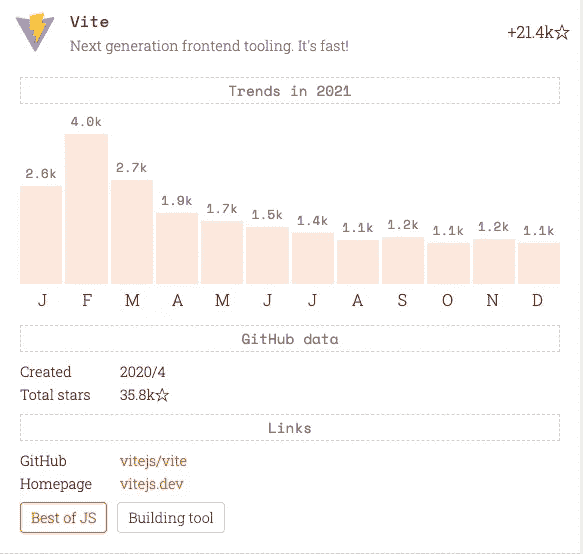 Vite
Next generation frontend tooling. It's fast!
+21.4k☆
Trends in 2021
2.6k 4.0k 2.7k 1.9k 1.7k 1.5k 1.4k 1.1k 1.2k 1.1k 1.2k 1.1k
J F M A M J J A S O N D
GitHub data
Created 2020/4
Total stars 35.8k☆
Links
GitHub vitejs/vite
Homepage vitejs.dev
Best of JS Building tool